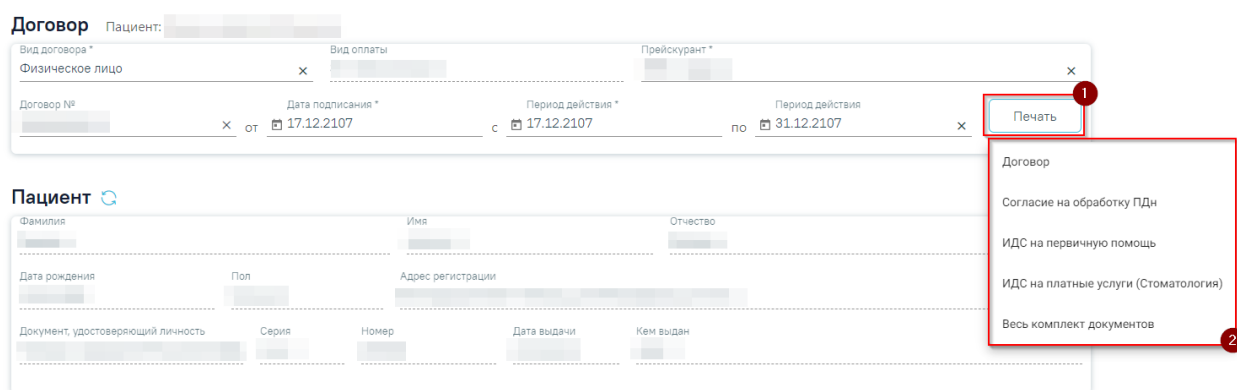 Договор Пациент:
Вид договора * Вид оплаты Прейскурант *
Физическое лицо ×  ×
1
Договор № Дата подписания * Период действия * Период действия
× от 17.12.2107 с 17.12.2107 по 31.12.2107 × Печать
Договор
Согласие на обработку ПДн
ИДС на первичную помощь
ИДС на платные услуги (Стоматология)
Весь комплект документов
2
Пациент
Фамилия Имя Отчество
Дата рождения Пол Адрес регистрации
Документ, удостоверяющий личность Серия Номер Дата выдачи Кем выдан